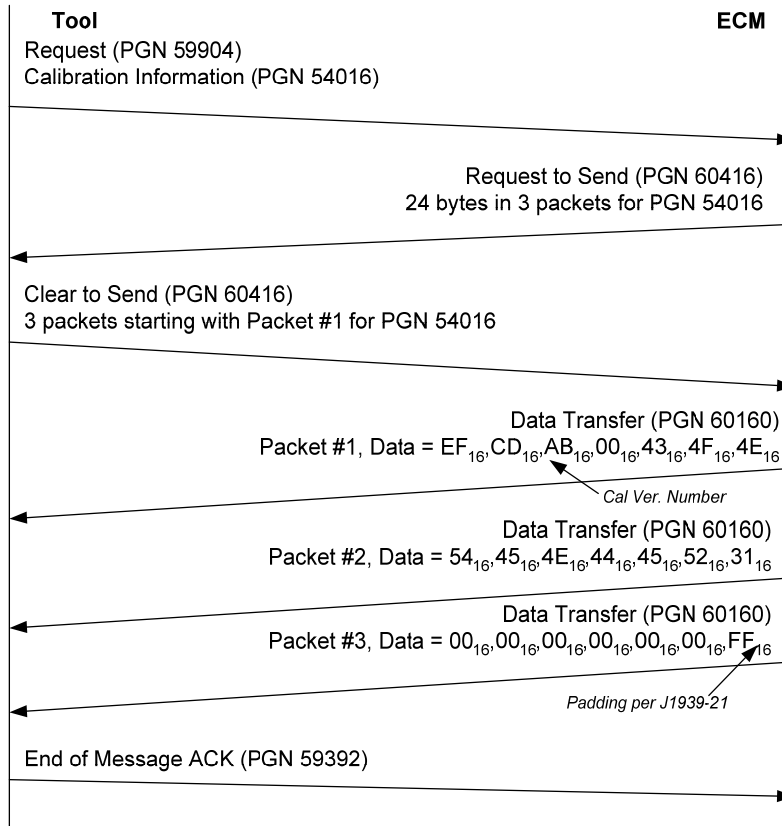 Tool
ECM
Request (PGN 59904)
Calibration Information (PGN 54016)
Request to Send (PGN 60416)
24 bytes in 3 packets for PGN 54016
Clear to Send (PGN 60416)
3 packets starting with Packet #1 for PGN 54016
Data Transfer (PGN 60160)
Packet #1, Data = EF₁₆,CD₁₆,AB₁₆,00₁₆,43₁₆,4F₁₆,4E₁₆
Cal Ver. Number
Data Transfer (PGN 60160)
Packet #2, Data = 54₁₆,45₁₆,4E₁₆,44₁₆,45₁₆,52₁₆,31₁₆
Data Transfer (PGN 60160)
Packet #3, Data = 00₁₆,00₁₆,00₁₆,00₁₆,00₁₆,00₁₆,FF₁₆
Padding per J1939-21
End of Message ACK (PGN 59392)